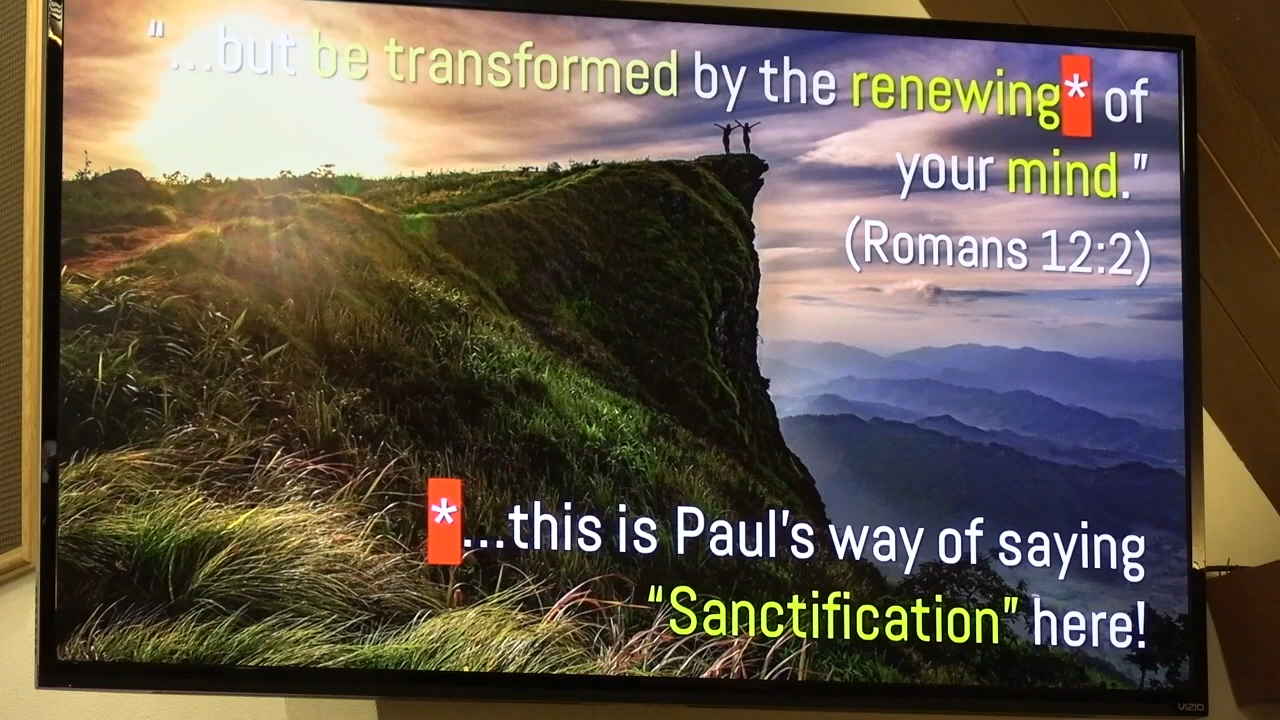 "...but be transformed by the renewing* of
your mind."
(Romans 12:2)
*...this is Paul's way of saying
"Sanctification" here!
VIZIO